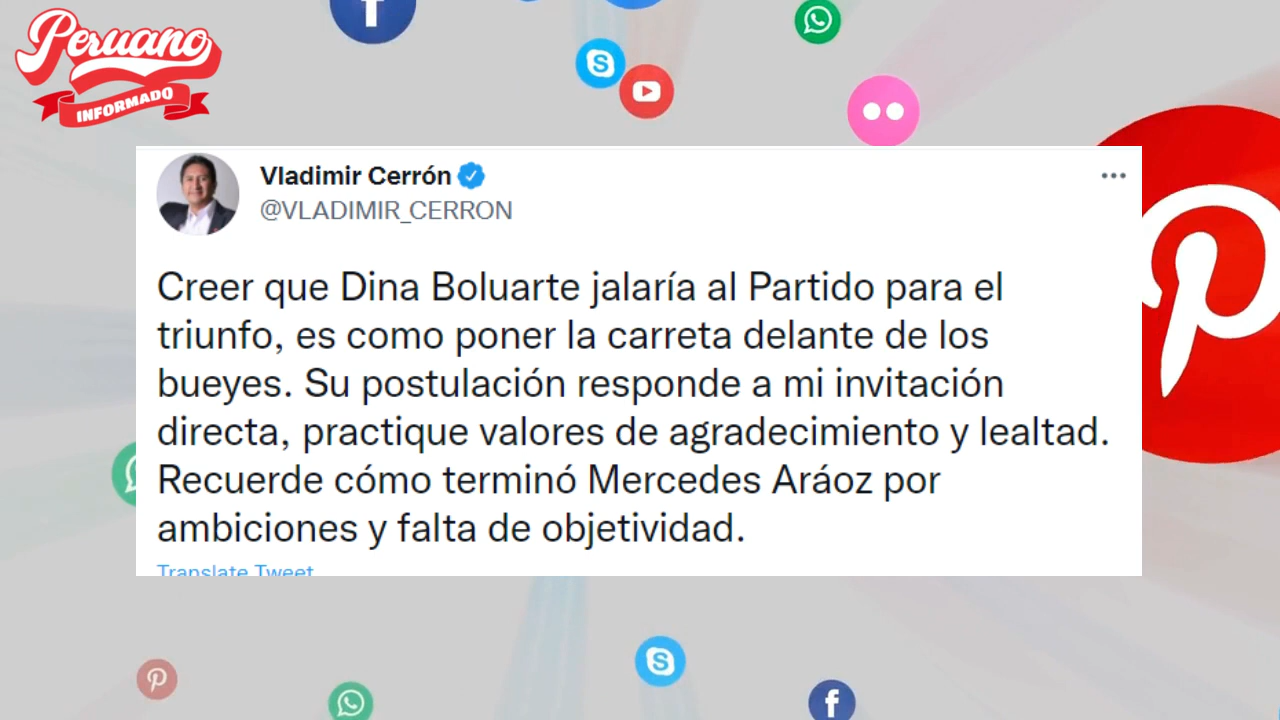 Peruano
INFORMADO
Vladimir Cerrón
@VLADIMIR_CERRON
Creer que Dina Boluarte jalaría al Partido para el
triunfo, es como poner la carreta delante de los
bueyes. Su postulación responde a mi invitación
directa, practique valores de agradecimiento y lealtad.
Recuerde cómo terminó Mercedes Aráoz por
ambiciones y falta de objetividad.
Translate Tweet